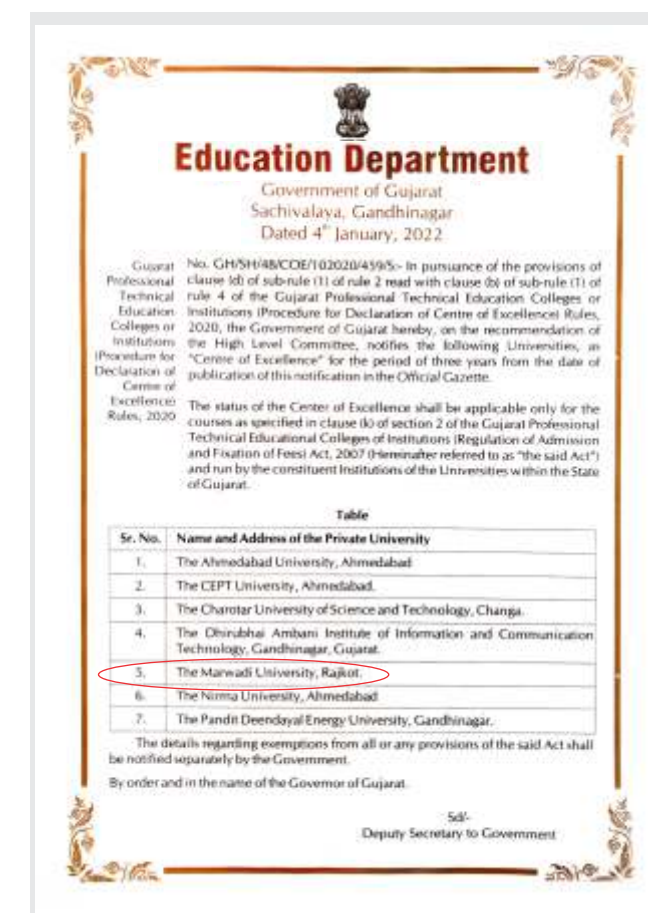 Education Department
Government of Gujarat
Sachivalaya, Gandhinagar
Dated 4th January, 2022
Gujarat
Professional
Technical
Education
Colleges or
Institutions
(Procedure for
Declaration of
Centre of
Excellence)
Rules, 2020
No. GH/SH/48/COE/102020/459/S:- In pursuance of the provisions of
clause (d) of sub-rule (1) of rule 2 read with clause (b) of sub-rule (1) of
rule 4 of the Gujarat Professional Technical Education Colleges or
Institutions (Procedure for Declaration of Centre of Excellence) Rules,
2020, the Government of Gujarat hereby, on the recommendation of
the High Level Committee, notifies the following Universities, as
"Centre of Excellence" for the period of three years from the date of
publication of this notification in the Official Gazette.
The status of the Center of Excellence shall be applicable only for the
courses as specified in clause (k) of section 2 of the Gujarat Professional
Technical Educational Colleges of Institutions (Regulation of Admission
and Fixation of Fees) Act, 2007 (Hereinafter referred to as "the said Act")
and run by the constituent Institutions of the Universities within the State
of Gujarat.
Table
Sr. No. Name and Address of the Private University
1. The Ahmedabad University, Ahmedabad
2. The CEPT University, Ahmedabad.
3. The Charotar University of Science and Technology, Changa.
4. The Dhirubhai Ambani Institute of Information and Communication
Technology, Gandhinagar, Gujarat.
5. The Marwadi University, Rajkot.
6. The Nirma University, Ahmedabad
7. The Pandit Deendayal Energy University, Gandhinagar.
The details regarding exemptions from all or any provisions of the said Act shall
be notified separately by the Government.
By order and in the name of the Governor of Gujarat.
Sd/-
Deputy Secretary to Government